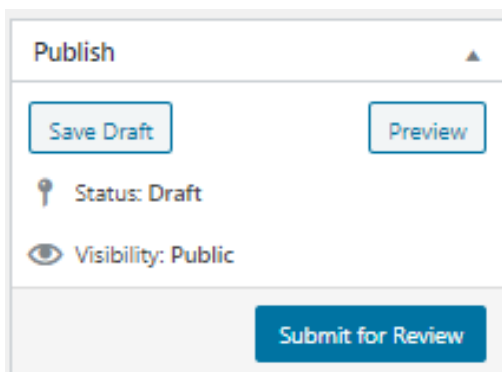 Publish
Save Draft
Preview
Status: Draft
Visibility: Public
Submit for Review